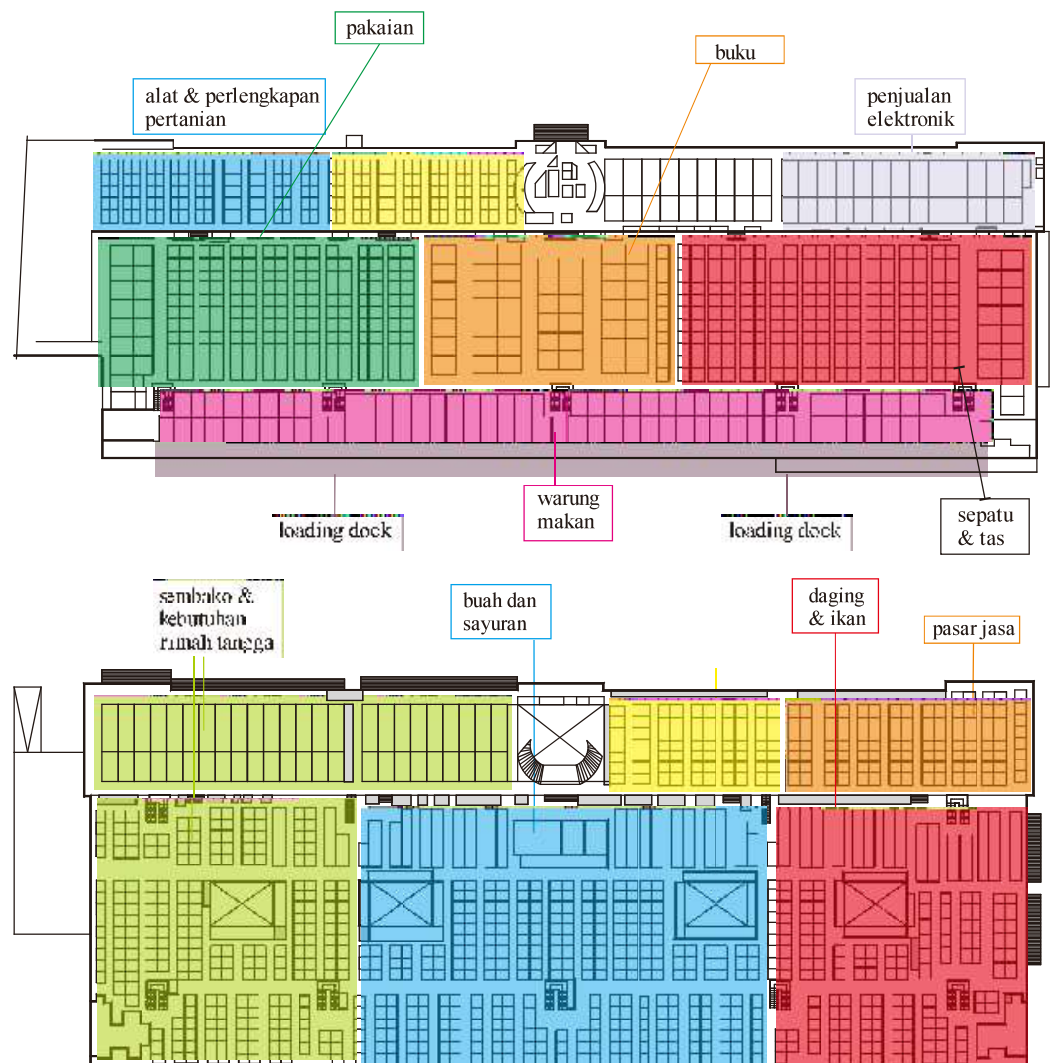 pakaian
buku
alat & perlengkapan
pertanian
penjualan
elektronik
warung
makan
loading dock
loading dock
sepatu
& tas
sembako &
kebutuhan
rumah tangga
buah dan
sayuran
daging
& ikan
pasar jasa